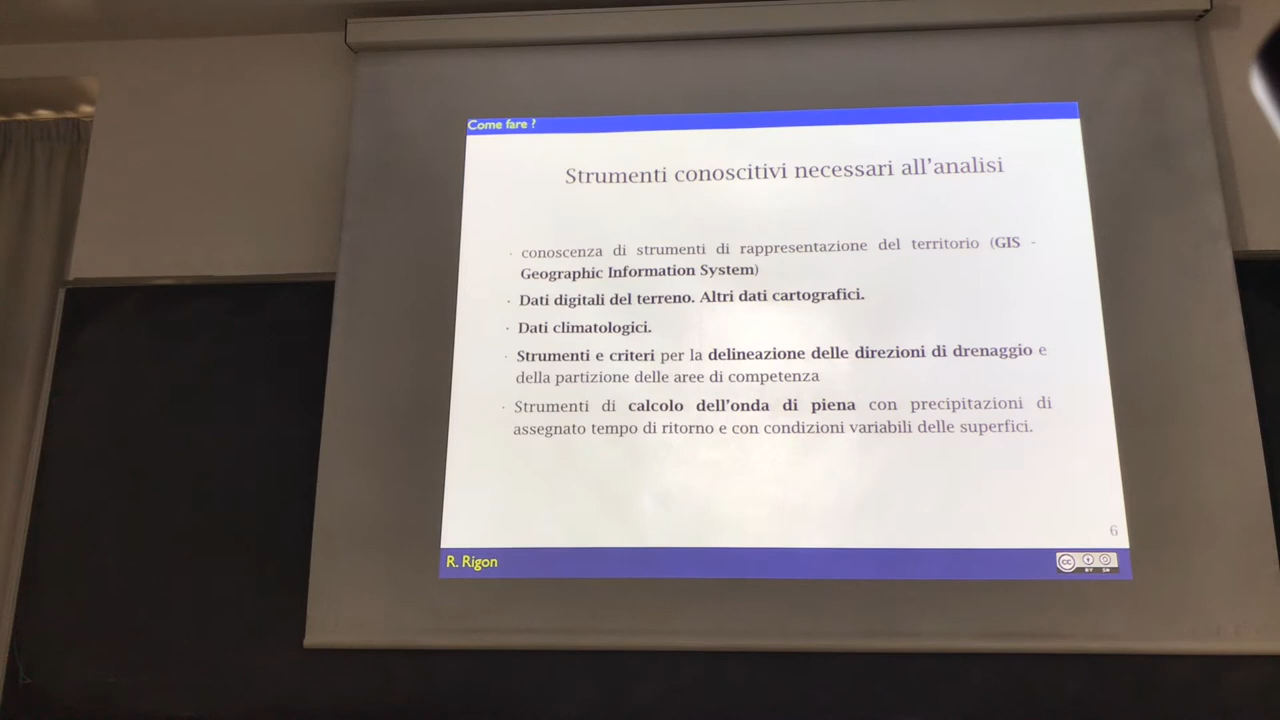 Come fare ?
Strumenti conoscitivi necessari all'analisi
· conoscenza di strumenti di rappresentazione del territorio (GIS -
Geographic Information System)
· Dati digitali del terreno. Altri dati cartografici.
· Dati climatologici.
· Strumenti e criteri per la delineazione delle direzioni di drenaggio e
della partizione delle aree di competenza
· Strumenti di calcolo dell'onda di piena con precipitazioni di
assegnato tempo di ritorno e con condizioni variabili delle superfici.
6
R. Rigon
cc BY SA